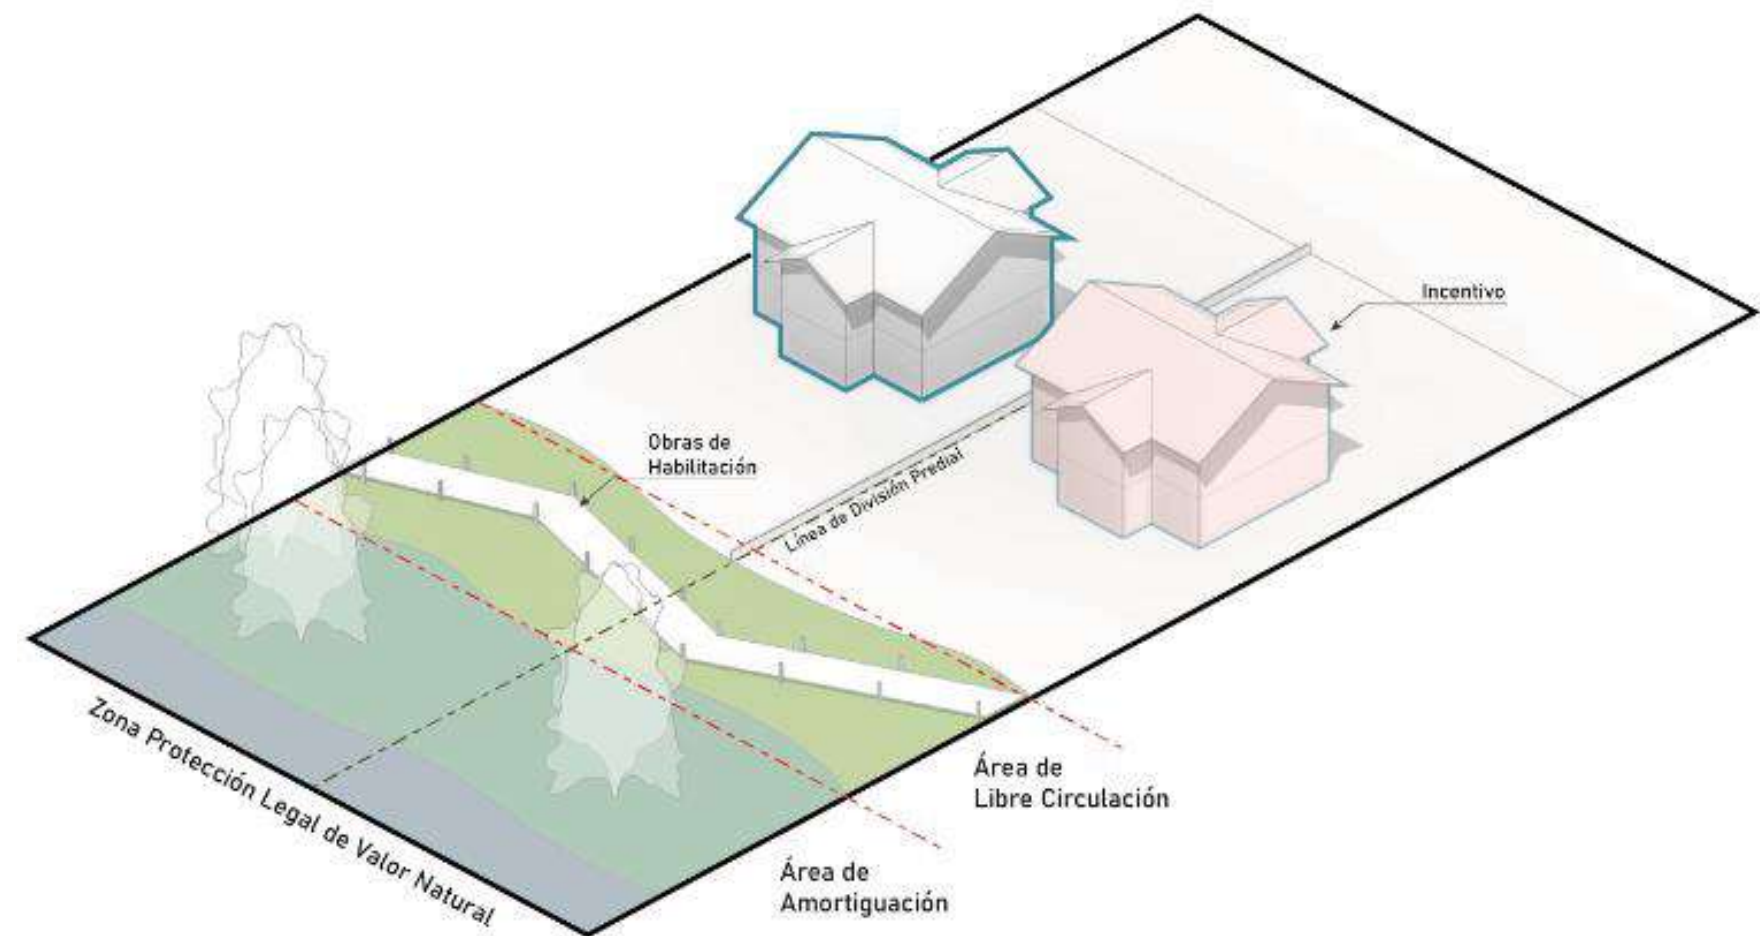 Incentivo
Obras de
Habilitación
Línea de División Predial
Zona Protección Legal de Valor Natural
Área de
Libre Circulación
Área de
Amortiguación